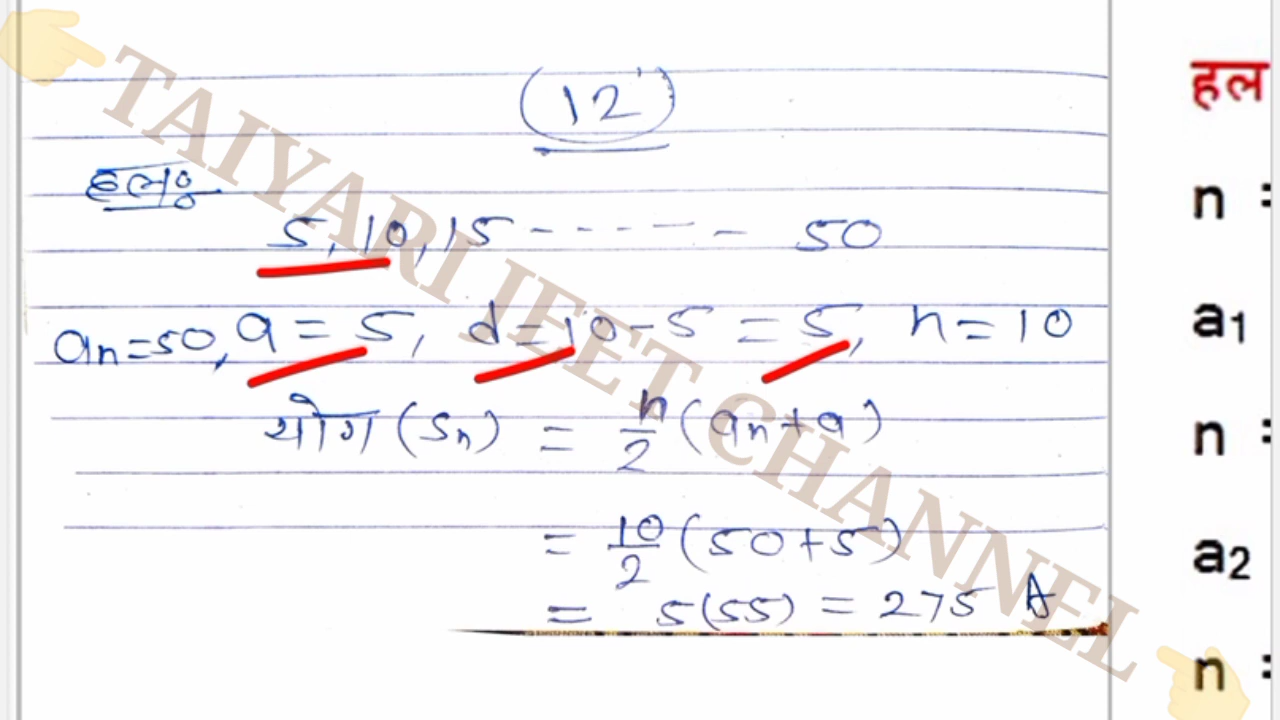 (12)
हलः
5, 10, 15 - - - - - - 50
an=50, a = 5, d = 10 - 5 = 5, n = 10
योग (Sn) = n/2 (an + a)
= 10/2 (50 + 5)
= 5(55) = 275 A
TAIYARI JEET CHANNEL
हल
n :
a1
n :
a2
n :